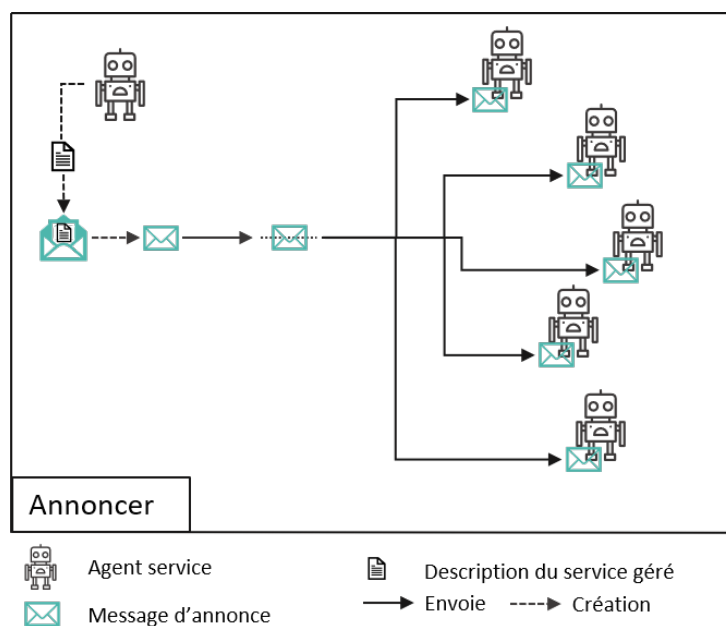 Annoncer
Agent service
Description du service géré
Message d'annonce
Envoie
Création